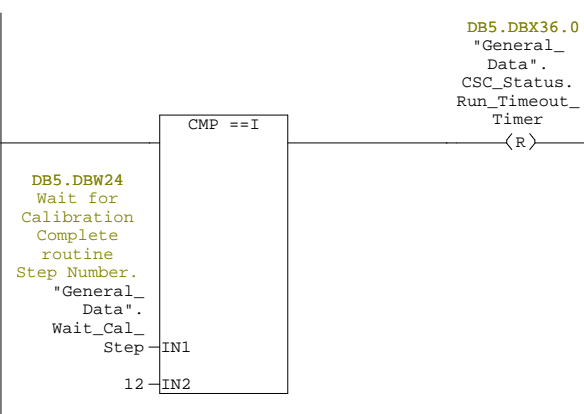 DB5.DBX36.0
"General_
Data".
CSC_Status.
Run_Timeout_
Timer
CMP ==I
R
DB5.DBW24
Wait for
Calibration
Complete
routine
Step Number.
"General_
Data".
Wait_Cal_
Step
IN1
12
IN2